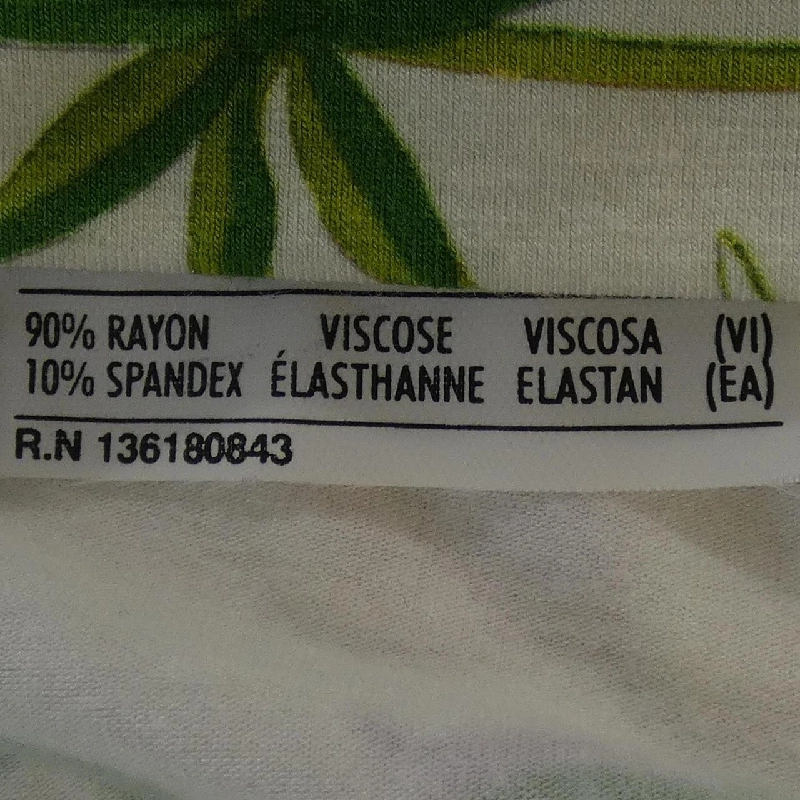 90% RAYON VISCOSE VISCOSA (VI)
10% SPANDEX ÉLASTHANNE ELASTAN (EA)
R.N 136180843